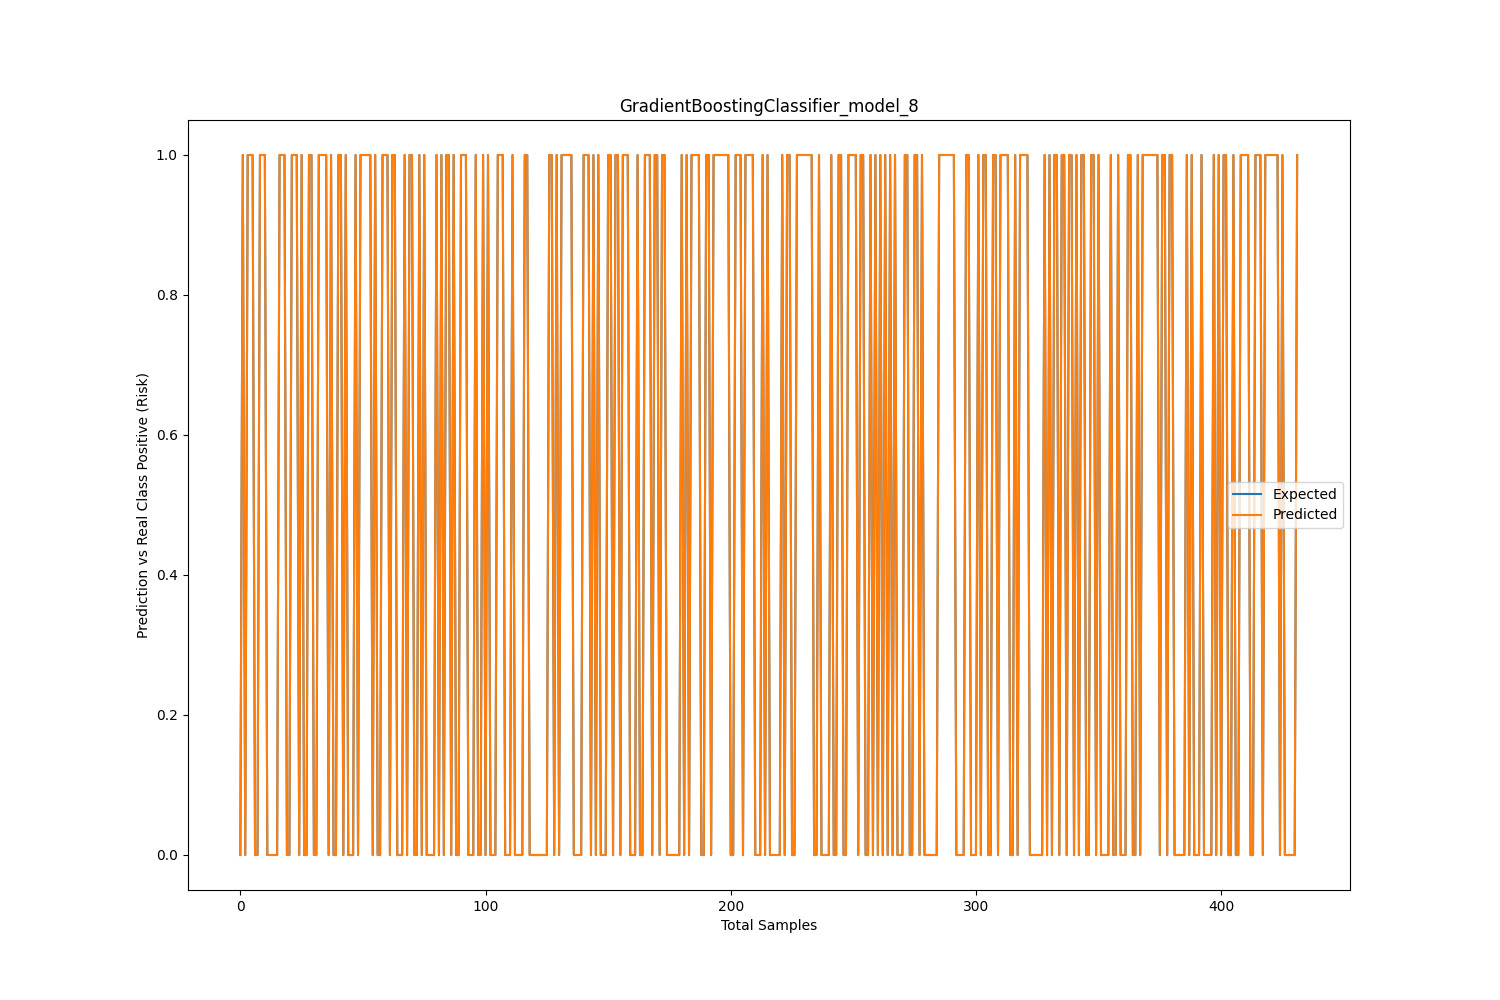 GradientBoostingClassifier_model_8
1.0
0.8
0.6
0.4
0.2
0.0
Prediction vs Real Class Positive (Risk)
Expected
Predicted
0
100
200
300
400
Total Samples